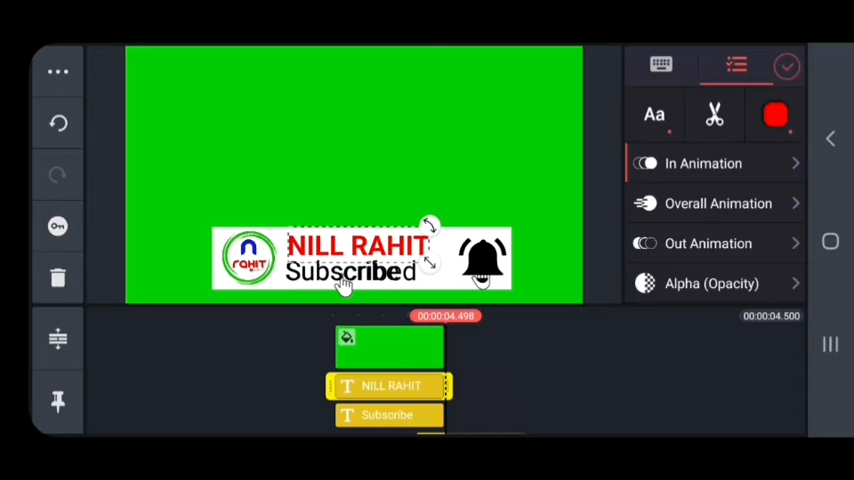 Aa
In Animation
Overall Animation
Out Animation
Alpha (Opacity)
rahit
NILL RAHIT
Subscribed
00:00:04.498
00:00:04.500
T NILL RAHIT
T Subscribe